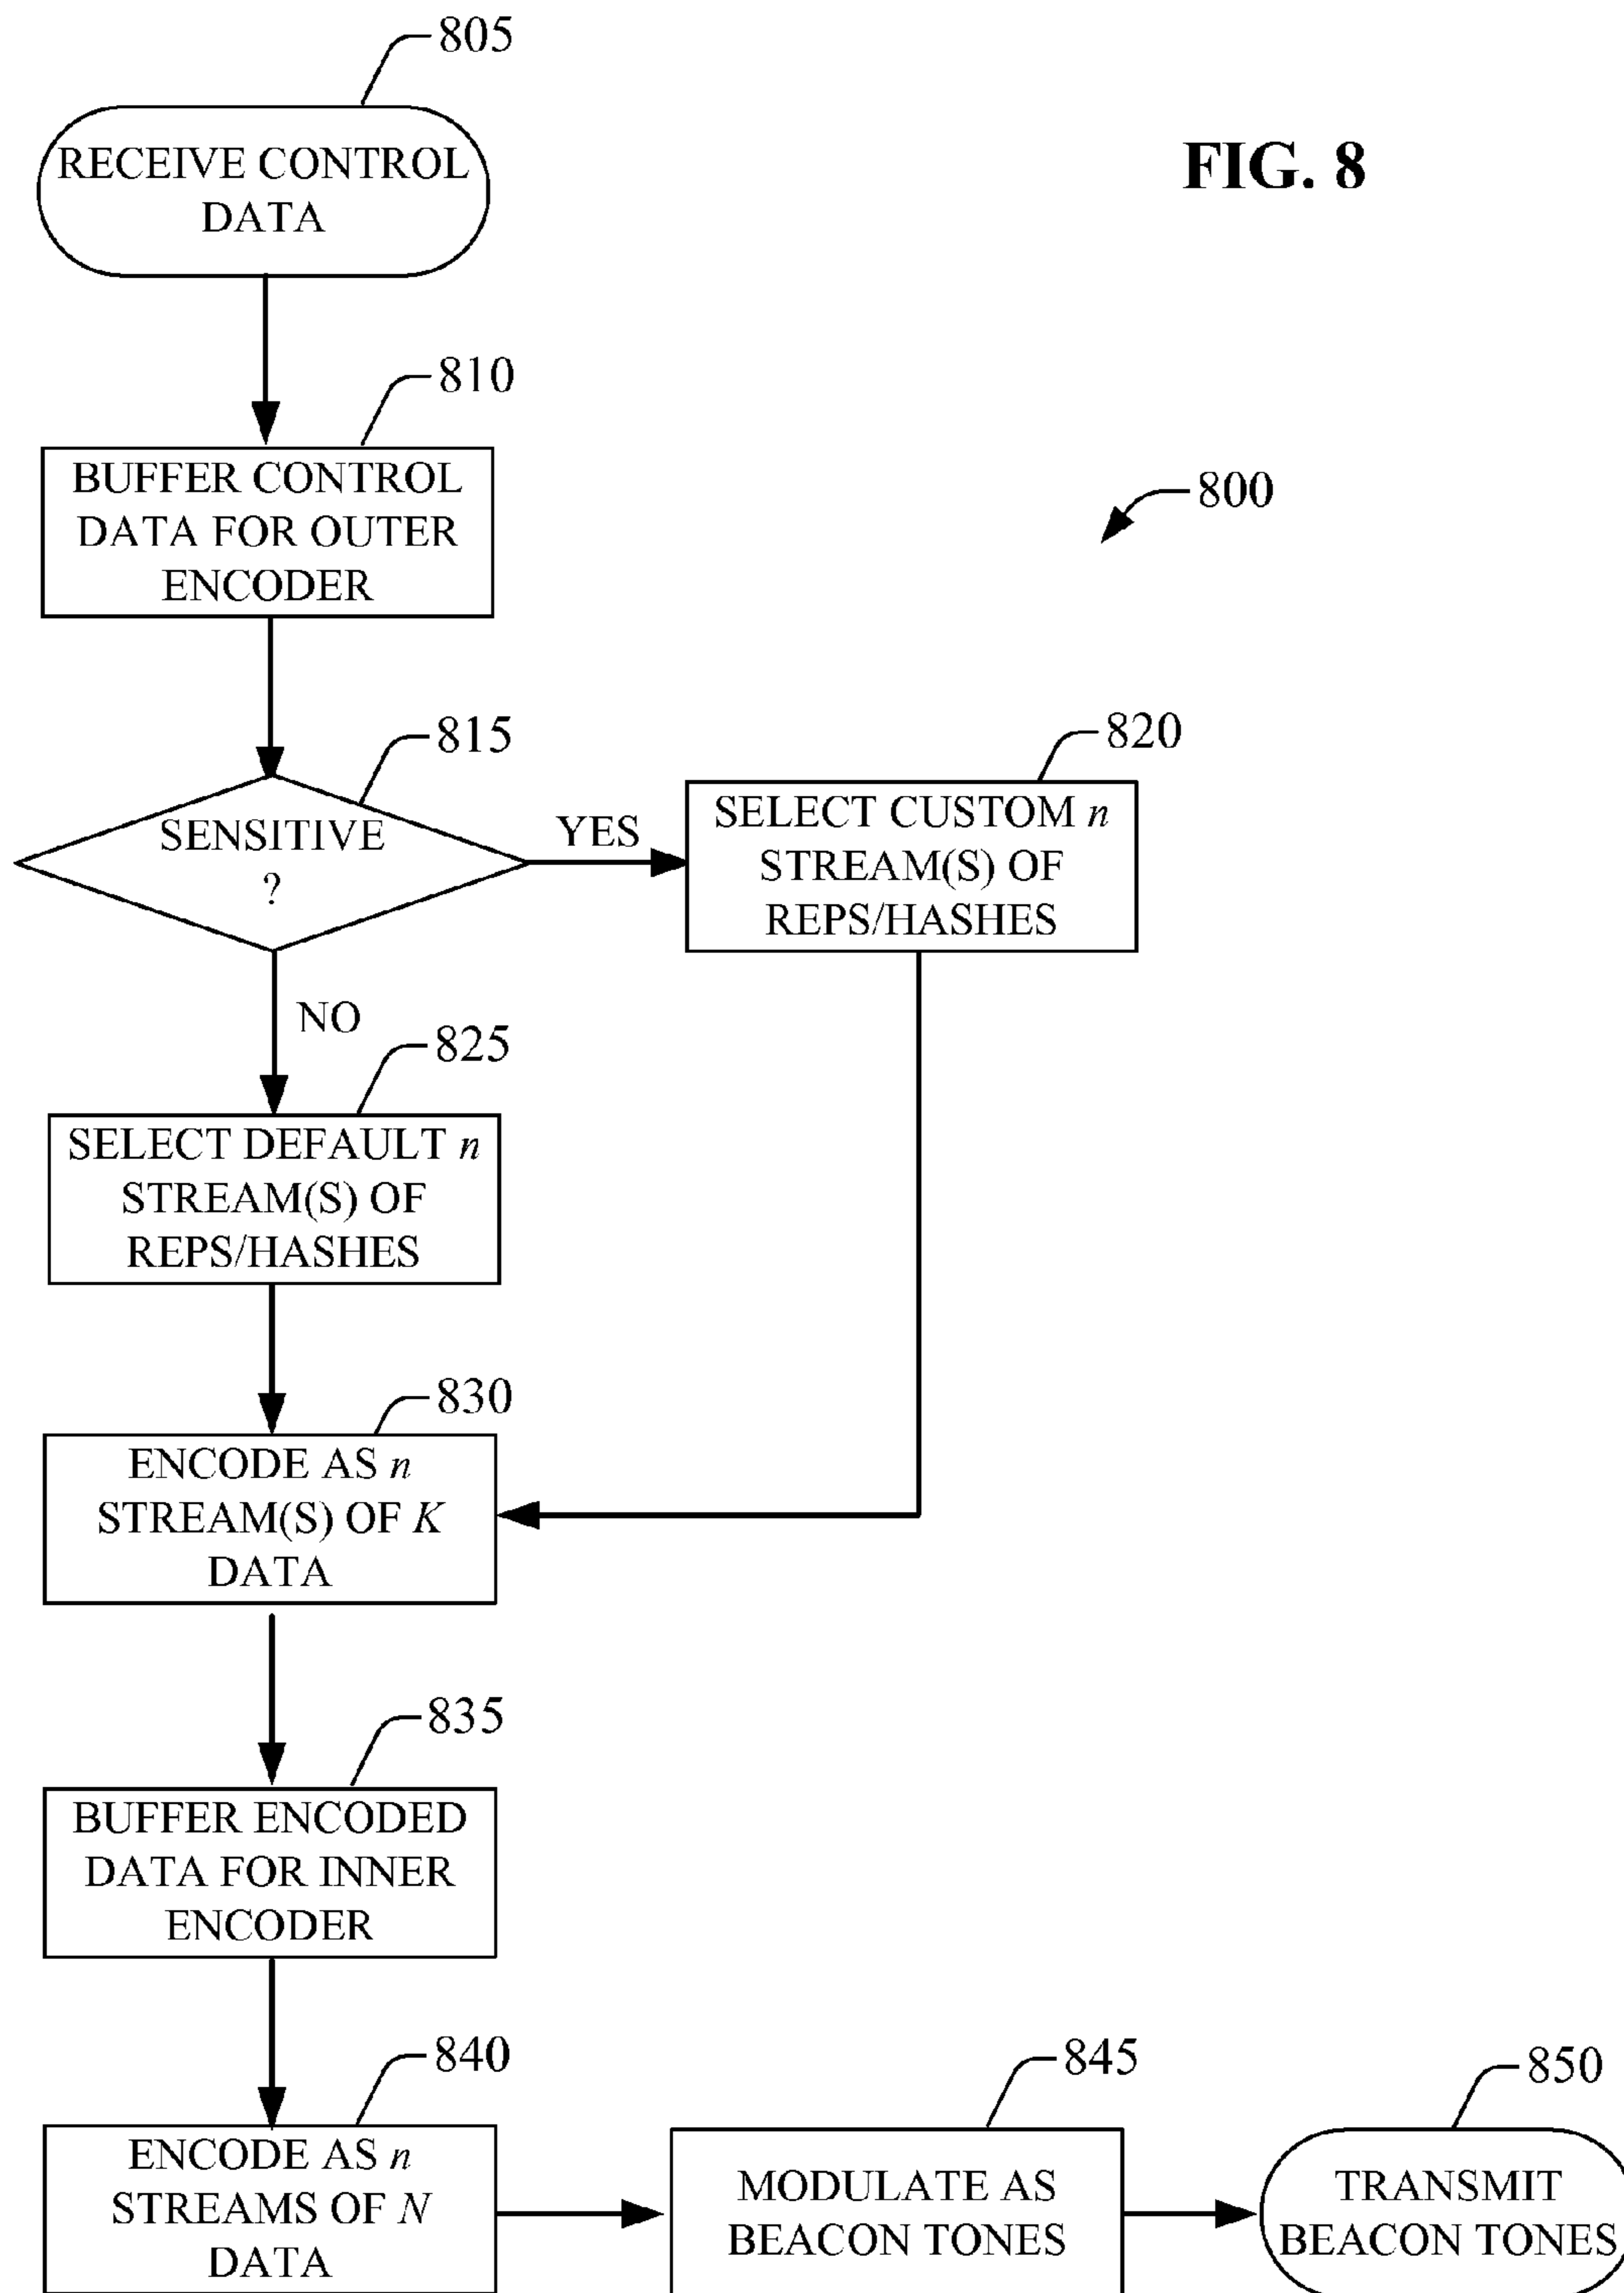 805
RECEIVE CONTROL
DATA
FIG. 8
810
BUFFER CONTROL
DATA FOR OUTER
ENCODER
800
815
SENSITIVE
?
YES
820
SELECT CUSTOM n
STREAM(S) OF
REPS/HASHES
NO
825
SELECT DEFAULT n
STREAM(S) OF
REPS/HASHES
830
ENCODE AS n
STREAM(S) OF K
DATA
835
BUFFER ENCODED
DATA FOR INNER
ENCODER
840
ENCODE AS n
STREAMS OF N
DATA
845
MODULATE AS
BEACON TONES
850
TRANSMIT
BEACON TONES